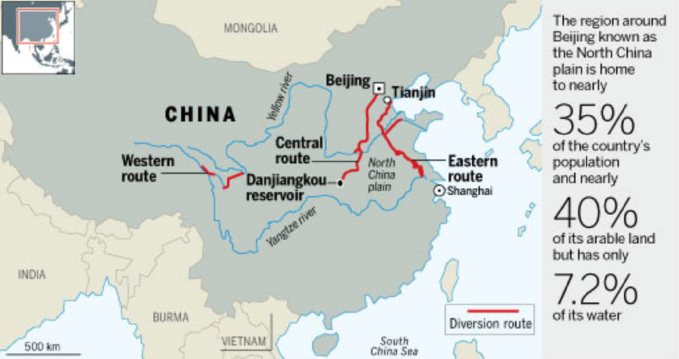 MONGOLIA
Beijing
Tianjin
Yellow river
CHINA
Central
route
Western
route
North
China
plain
Eastern
route
Danjiangkou
reservoir
Shanghai
Yangtze river
INDIA
BURMA
VIETNAM
South
China Sea
Diversion route
500 km
The region around
Beijing known as
the North China
plain is home
to nearly
35%
of the country's
population
and nearly
40%
of its arable land
but has only
7.2%
of its water